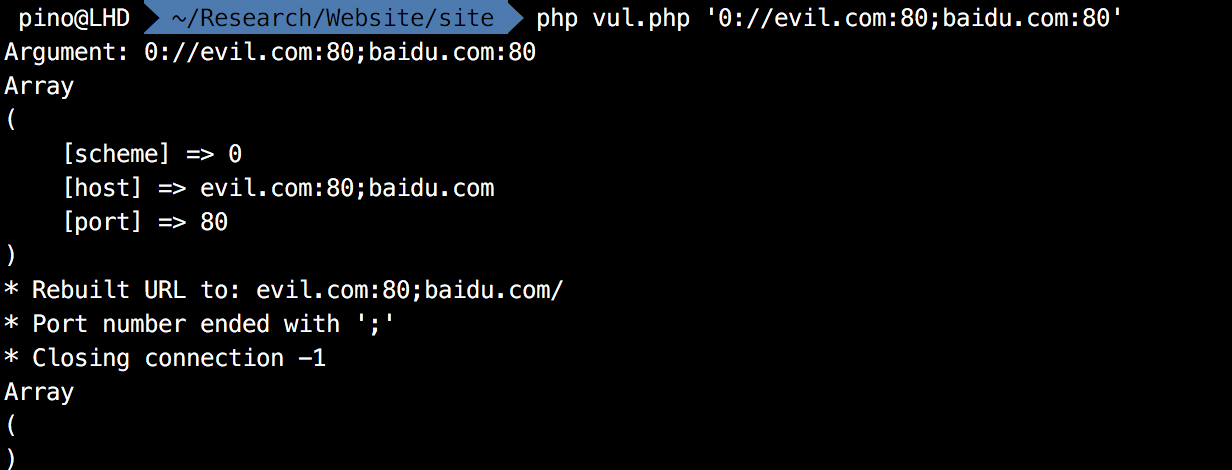 pino@LHD ~/Research/Website/site php vul.php '0://evil.com:80;baidu.com:80'
Argument: 0://evil.com:80;baidu.com:80
Array
(
[scheme] => 0
[host] => evil.com:80;baidu.com
[port] => 80
)
* Rebuilt URL to: evil.com:80;baidu.com/
* Port number ended with ';'
* Closing connection -1
Array
(
)